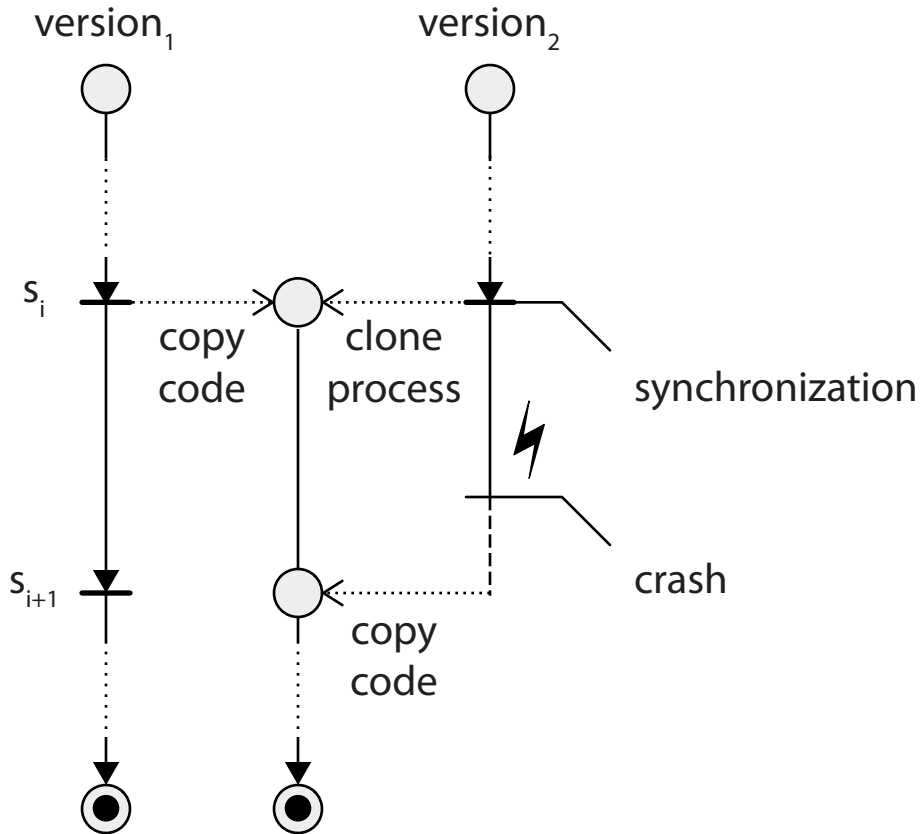 version₁
version₂
sᵢ
copy
code
clone
process
synchronization
sᵢ₊₁
crash
copy
code